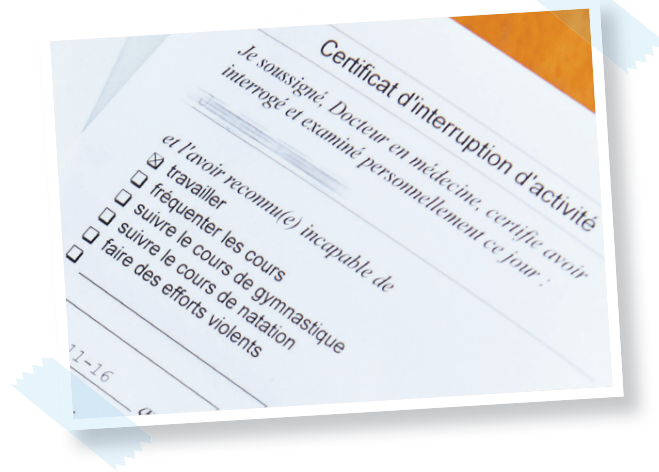 Certificat d'interruption d'activité
Je soussigné, Docteur en médecine, certifie avoir
interrogé et examiné personnellement ce jour :
et l'avoir reconnu(e) incapable de
☒ travailler
❑ fréquenter les cours
❑ suivre le cours de gymnastique
❑ suivre le cours de natation
❑ faire des efforts violents
❑
11-16